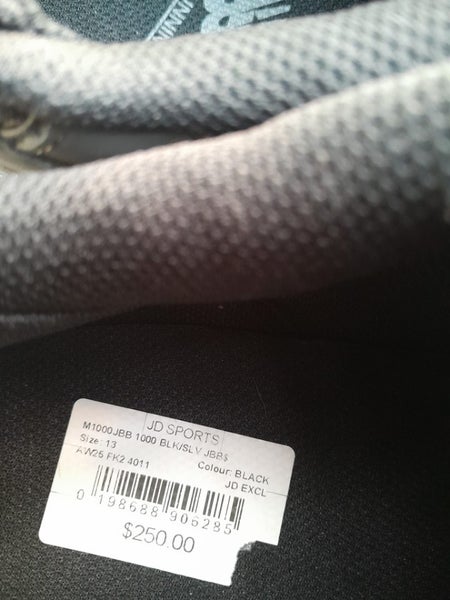 JD SPORTS
M1000JBB 1000 BLK/SLV JBB$
Size: 13
Colour: BLACK
AW25 FK2 4011
JD EXCL
0 198688 906285
$250.00